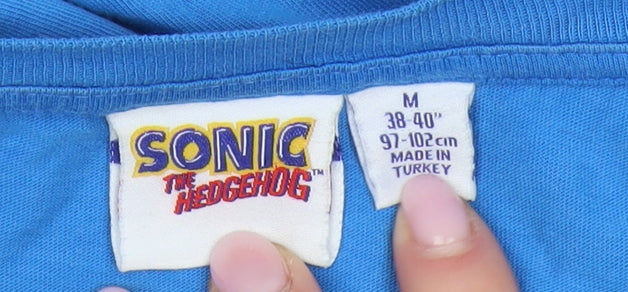 SONIC
THE
HEDGEHOG™
M
38-40"
97-102cm
MADE IN
TURKEY